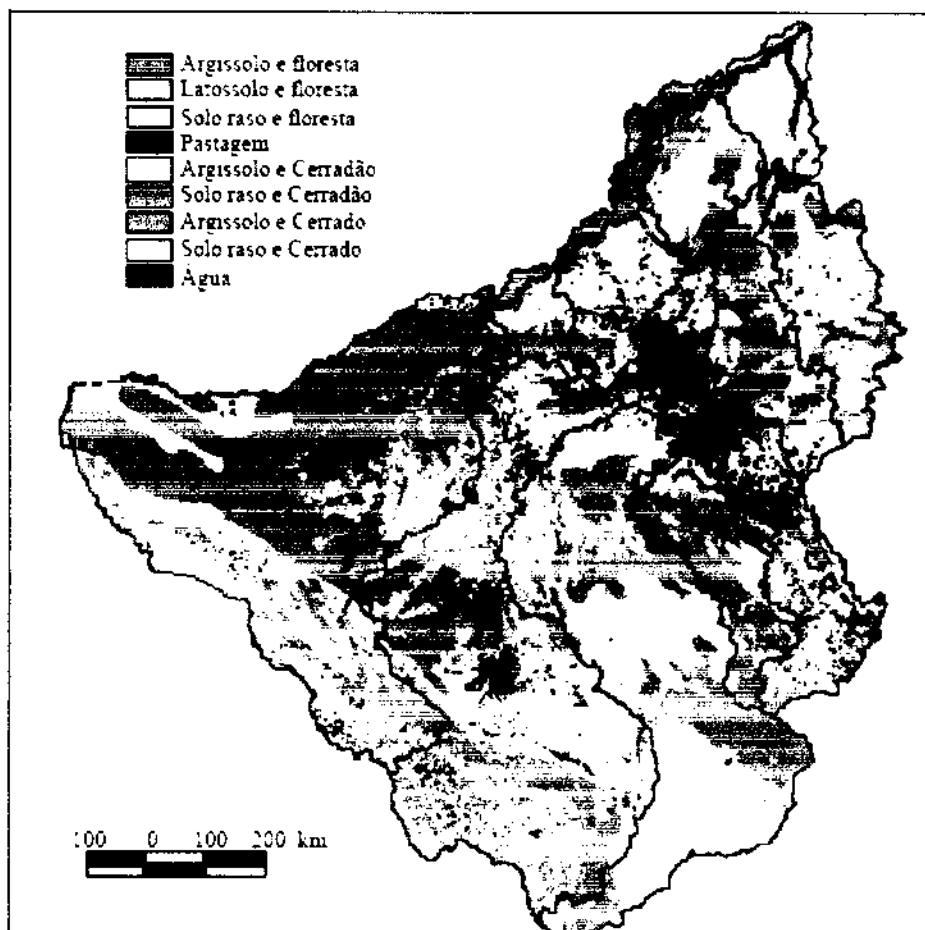 Argissolo e floresta
Latossolo e floresta
Solo raso e floresta
Pastagem
Argissolo e Cerradão
Solo raso e Cerradão
Argissolo e Cerrado
Solo raso e Cerrado
Água
100 0 100 200 km